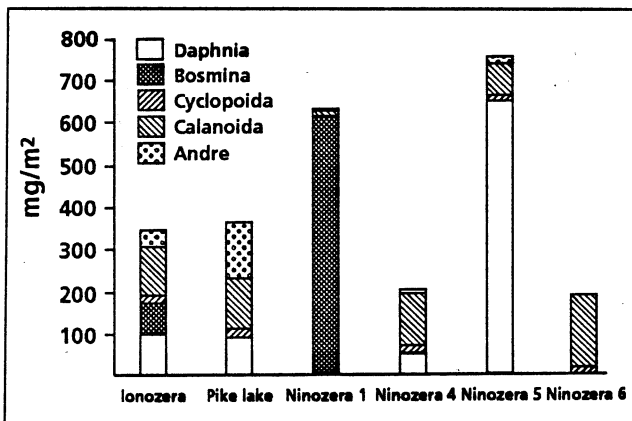 800
700
600
500
400
300
200
100
mg/m²
Daphnia
Bosmina
Cyclopoida
Calanoida
Andre
Ionozera Pike lake Ninozera 1 Ninozera 4 Ninozera 5 Ninozera 6